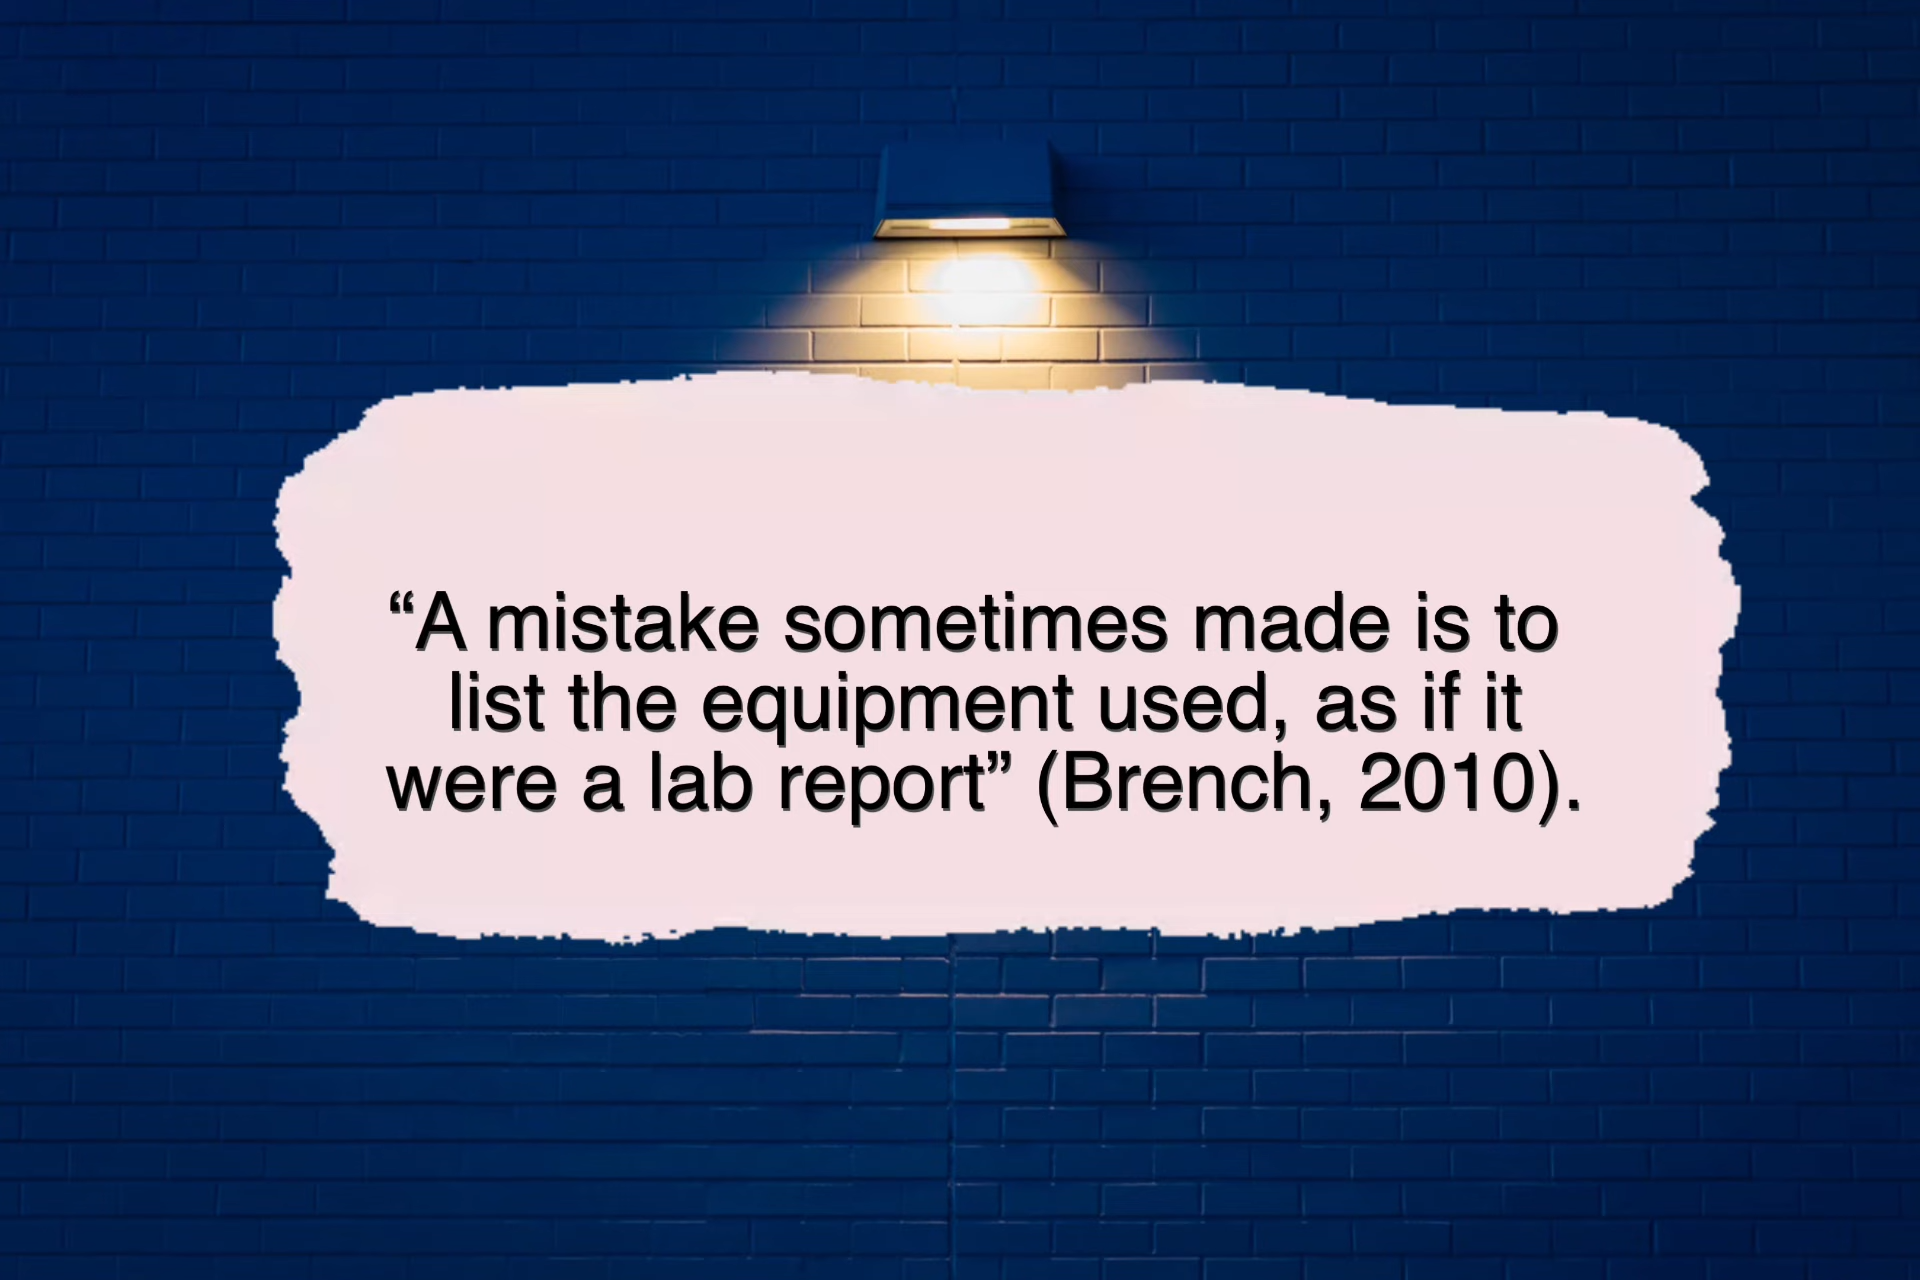 “A mistake sometimes made is to
list the equipment used, as if it
were a lab report” (Brench, 2010).